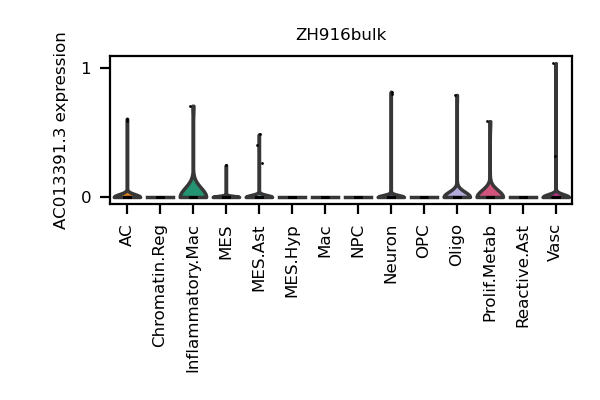 ZH916bulk
AC013391.3 expression
1
0
AC
Chromatin.Reg
Inflammatory.Mac
MES
MES.Ast
MES.Hyp
Mac
NPC
Neuron
OPC
Oligo
Prolif.Metab
Reactive.Ast
Vasc